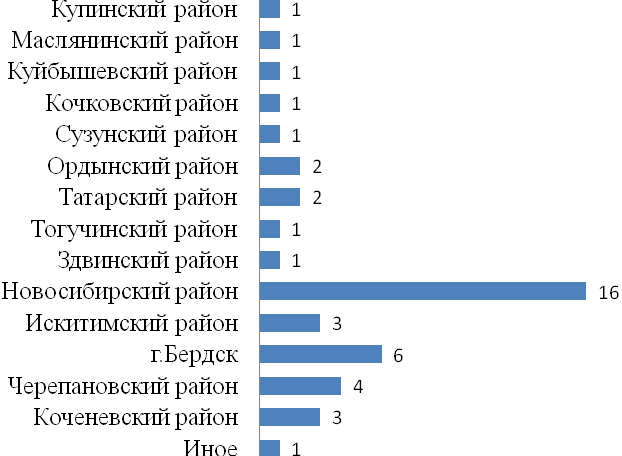 Купинский район 1
Маслянинский район 1
Куйбышевский район 1
Кочковский район 1
Сузунский район 1
Ордынский район 2
Татарский район 2
Тогучинский район 1
Здвинский район 1
Новосибирский район 16
Искитимский район 3
г.Бердск 6
Черепановский район 4
Коченевский район 3
Иное 1